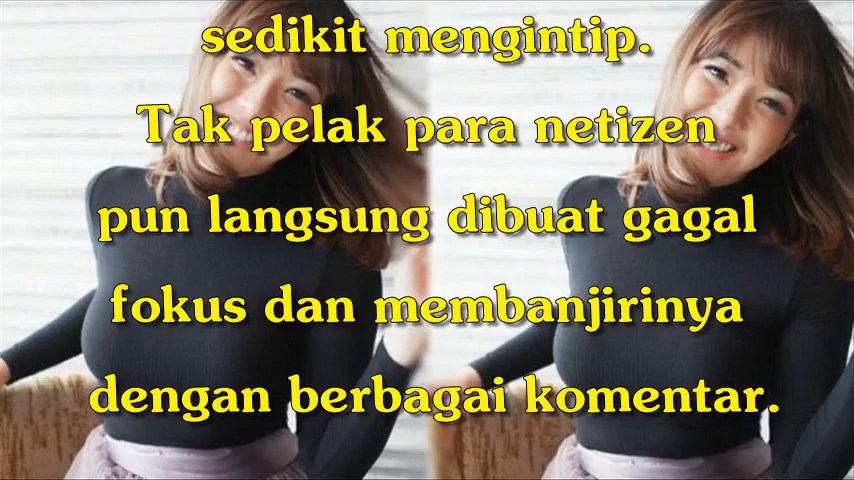 sedikit mengintip.
Tak pelak para netizen
pun langsung dibuat gagal
fokus dan membanjirinya
dengan berbagai komentar.